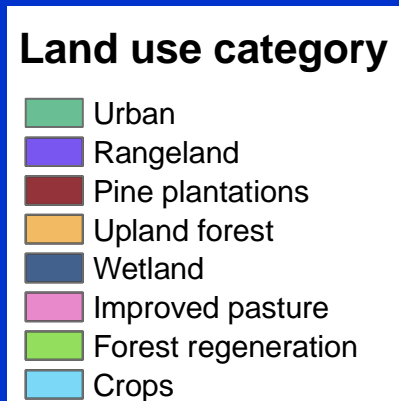 Land use category
Urban
Rangeland
Pine plantations
Upland forest
Wetland
Improved pasture
Forest regeneration
Crops